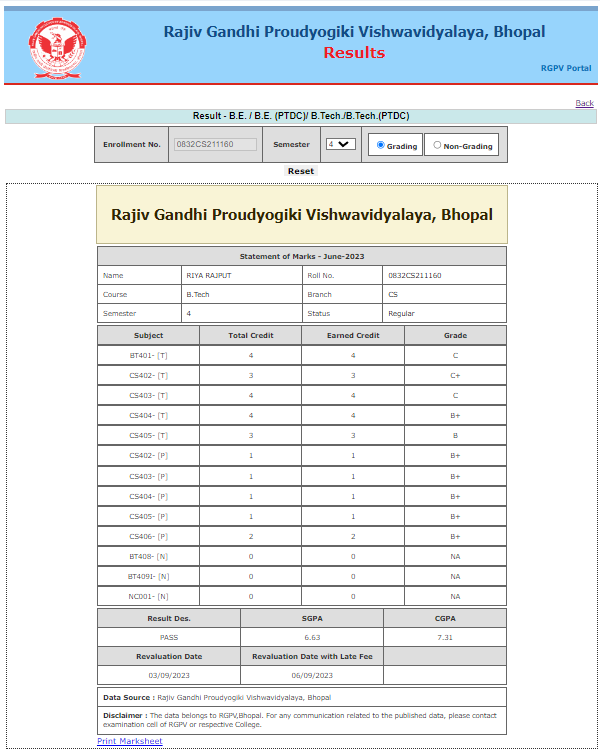 Rajiv Gandhi Proudyogiki Vishwavidyalaya, Bhopal
Results
RGPV Portal
Back
Result - B.E. / B.E. (PTDC)/ B.Tech./B.Tech.(PTDC)
Enrollment No. 0832CS211160 Semester 4 Grading Non-Grading
Reset
Rajiv Gandhi Proudyogiki Vishwavidyalaya, Bhopal
Statement of Marks - June-2023
Name RIYA RAJPUT Roll No. 0832CS211160
Course B.Tech Branch CS
Semester 4 Status Regular
Subject Total Credit Earned Credit Grade
BT401- [T] 4 4 C
CS402- [T] 3 3 C+
CS403- [T] 4 4 C
CS404- [T] 4 4 B+
CS405- [T] 3 3 B
CS402- [P] 1 1 B+
CS403- [P] 1 1 B+
CS404- [P] 1 1 B+
CS405- [P] 1 1 B+
CS406- [P] 2 2 B+
BT408- [N] 0 0 NA
BT409I- [N] 0 0 NA
NC001- [N] 0 0 NA
Result Des. SGPA CGPA
PASS 6.63 7.31
Revaluation Date Revaluation Date with Late Fee
03/09/2023 06/09/2023
Data Source : Rajiv Gandhi Proudyogiki Vishwavidyalaya, Bhopal
Disclaimer : The data belongs to RGPV,Bhopal. For any communication related to the published data, please contact
examination cell of RGPV or respective College.
Print Marksheet